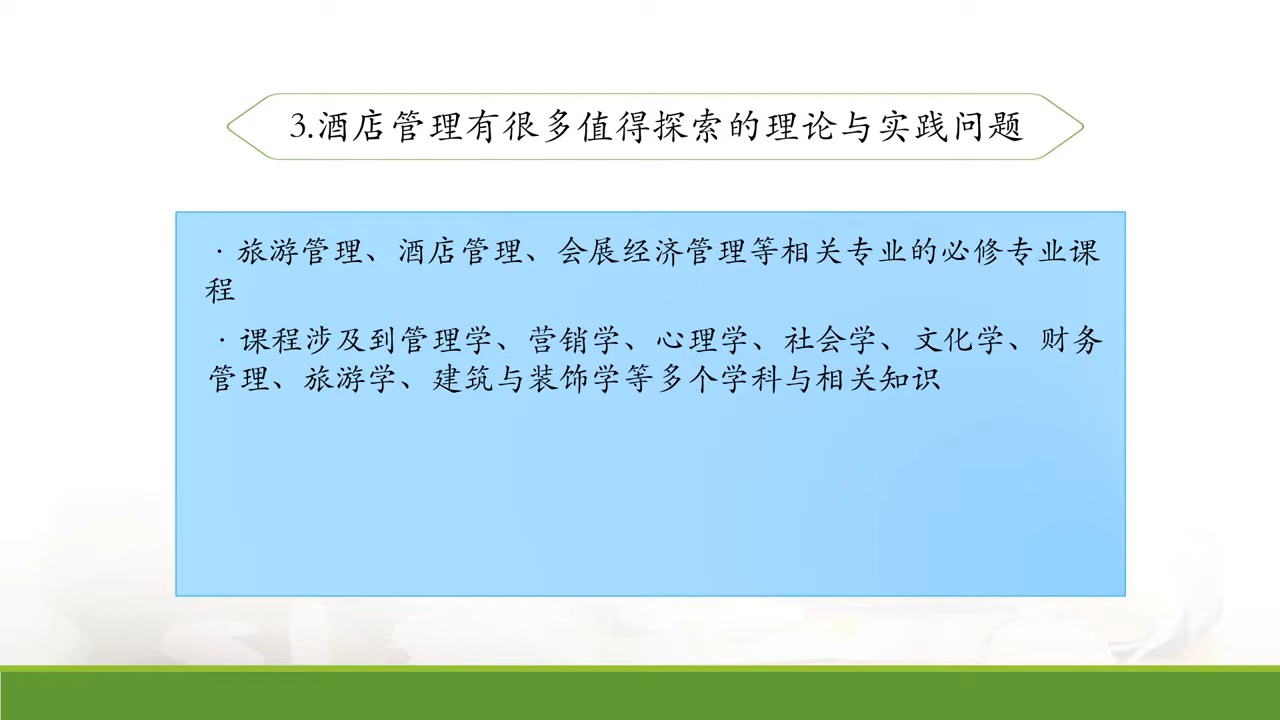 3.酒店管理有很多值得探索的理论与实践问题
·旅游管理、酒店管理、会展经济管理等相关专业的必修专业课
程
·课程涉及到管理学、营销学、心理学、社会学、文化学、财务
管理、旅游学、建筑与装饰学等多个学科与相关知识